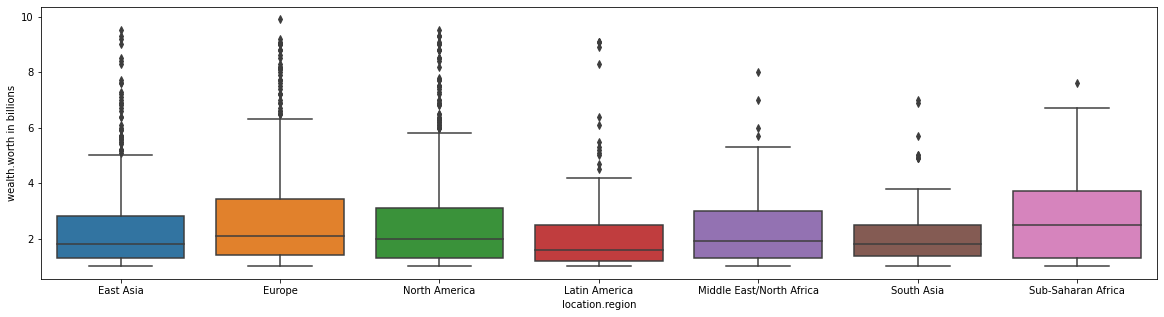 wealth.worth in billions
10
8
6
4
2
East Asia
Europe
North America
Latin America
Middle East/North Africa
South Asia
Sub-Saharan Africa
location.region